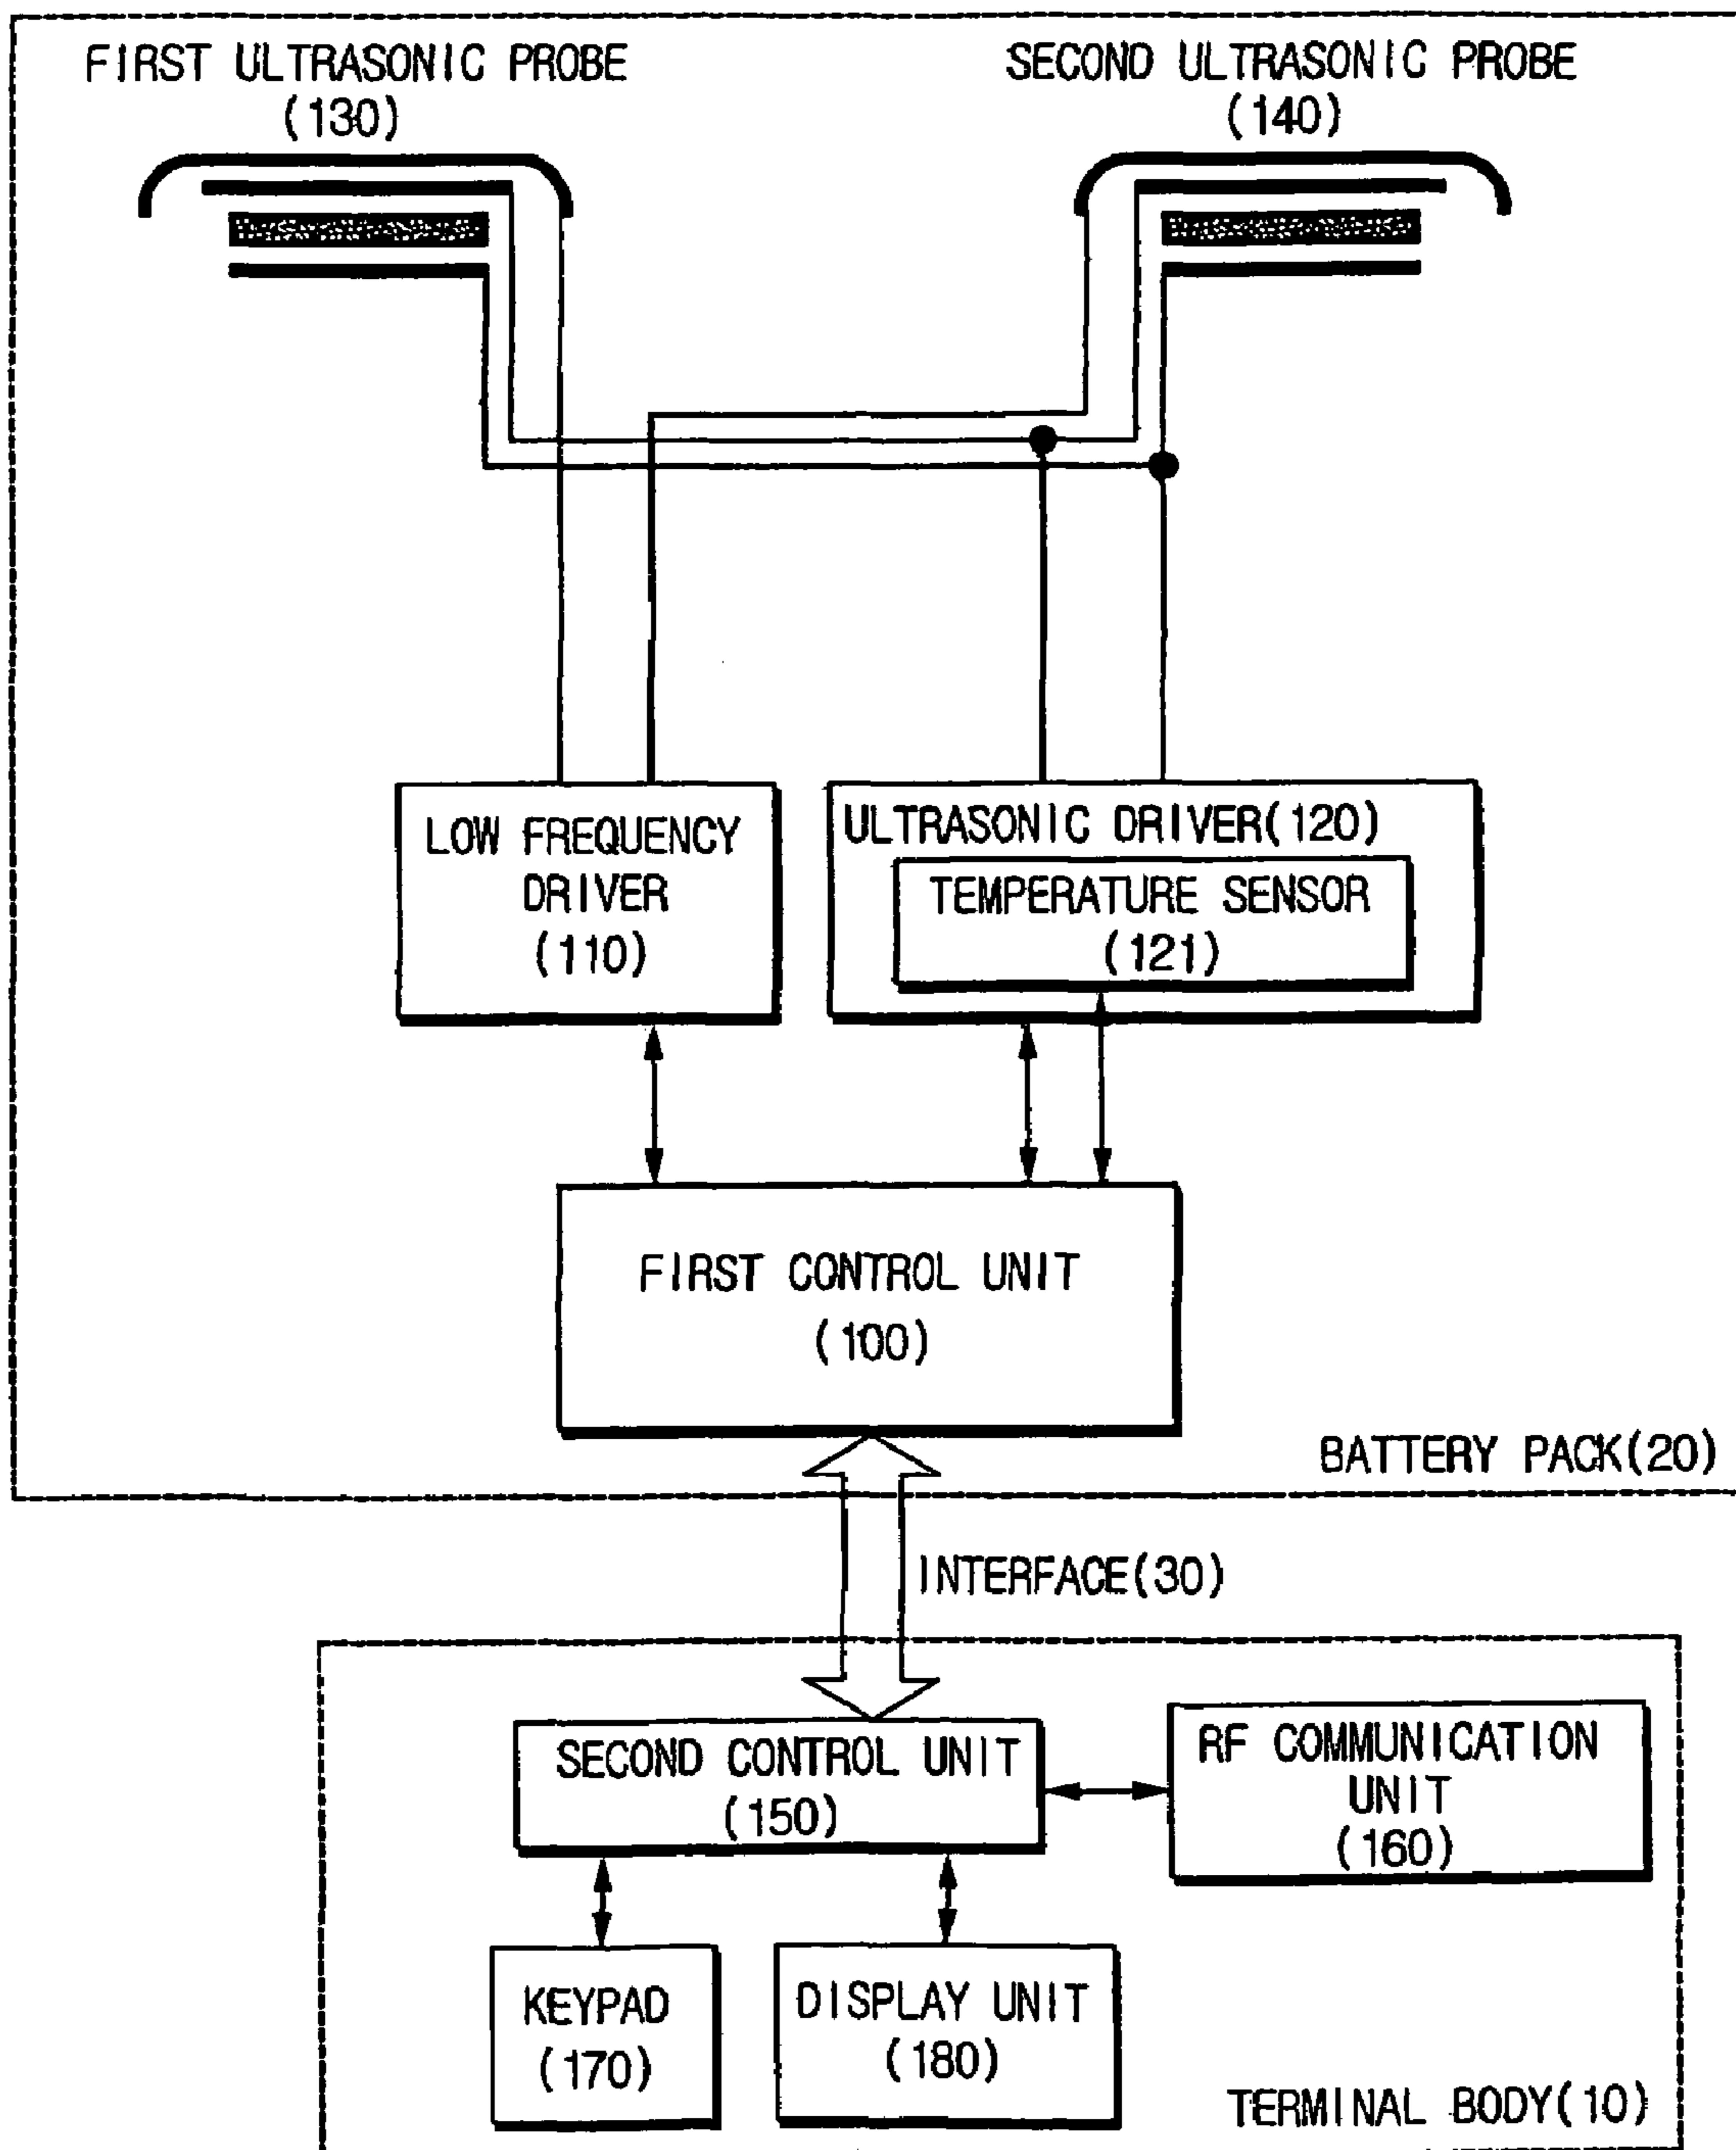 FIRST ULTRASONIC PROBE
(130)
SECOND ULTRASONIC PROBE
(140)
LOW FREQUENCY
DRIVER
(110)
ULTRASONIC DRIVER(120)
TEMPERATURE SENSOR
(121)
FIRST CONTROL UNIT
(100)
BATTERY PACK(20)
INTERFACE(30)
SECOND CONTROL UNIT
(150)
RF COMMUNICATION
UNIT
(160)
KEYPAD
(170)
DISPLAY UNIT
(180)
TERMINAL BODY(10)